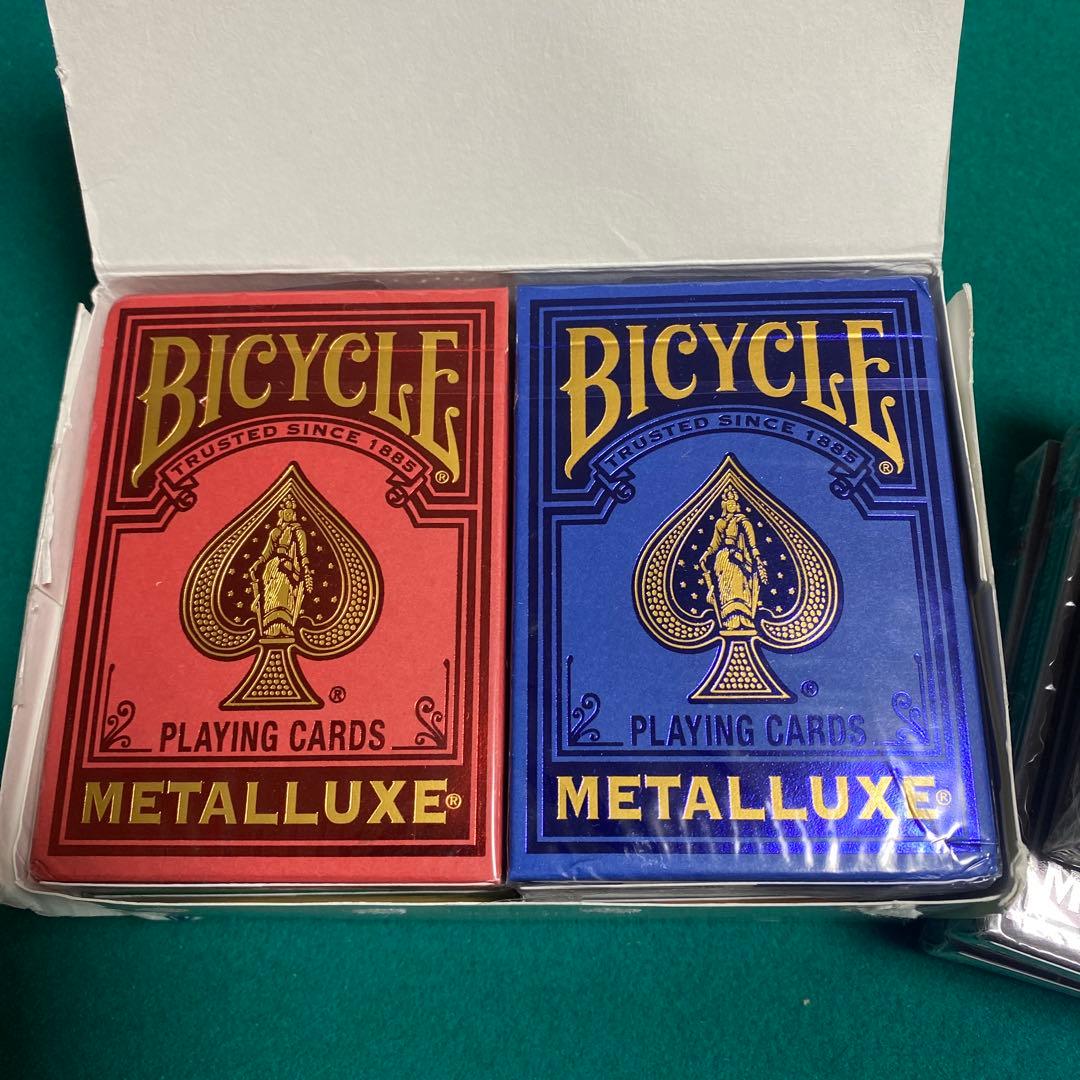 BICYCLE®
TRUSTED SINCE 1885
®
PLAYING CARDS
METALLUXE®
BICYCLE®
TRUSTED SINCE 1885
®
PLAYING CARDS
METALLUXE®